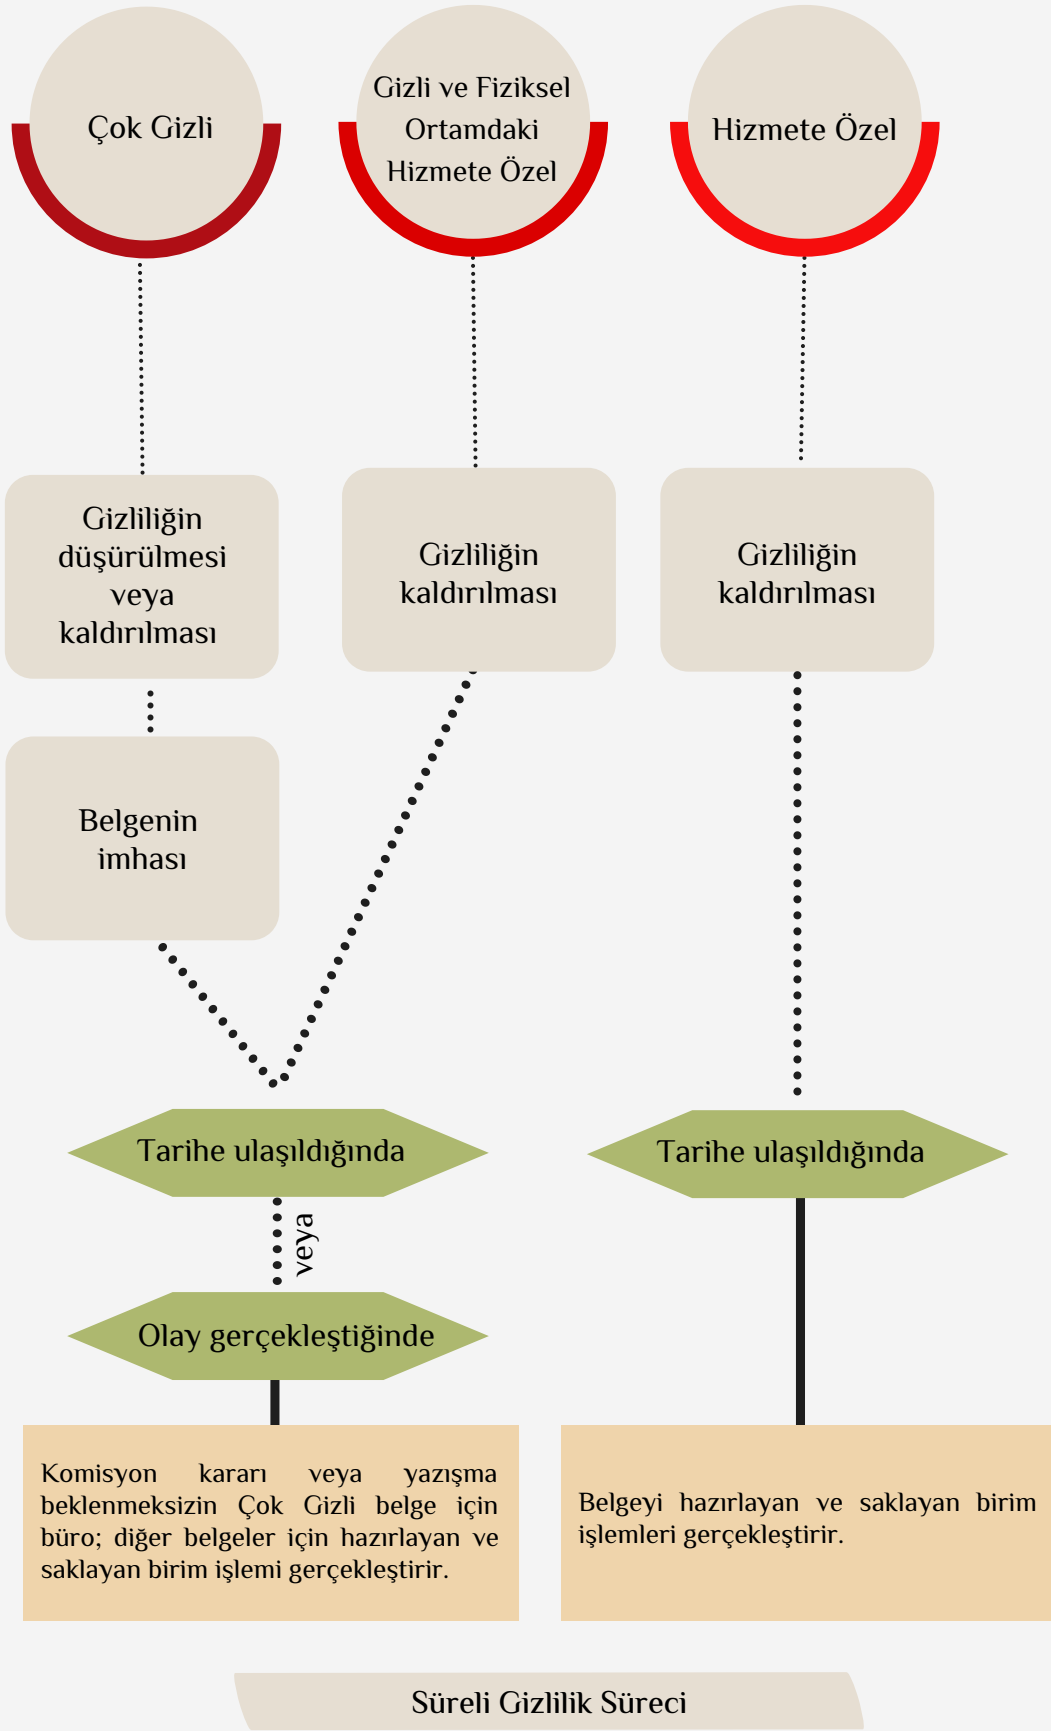 Çok Gizli
Gizli ve Fiziksel
Ortamdaki
Hizmete Özel
Hizmete Özel
Gizliliğin
düşürülmesi
veya
kaldırılması
Gizliliğin
kaldırılması
Gizliliğin
kaldırılması
Belgenin
imhası
Tarihe ulaşıldığında
Tarihe ulaşıldığında
veya
Olay gerçekleştiğinde
Komisyon kararı veya yazışma
beklenmeksizin Çok Gizli belge için
büro; diğer belgeler için hazırlayan ve
saklayan birim işlemi gerçekleştirir.
Belgeyi hazırlayan ve saklayan birim
işlemleri gerçekleştirir.
Süreli Gizlilik Süreci